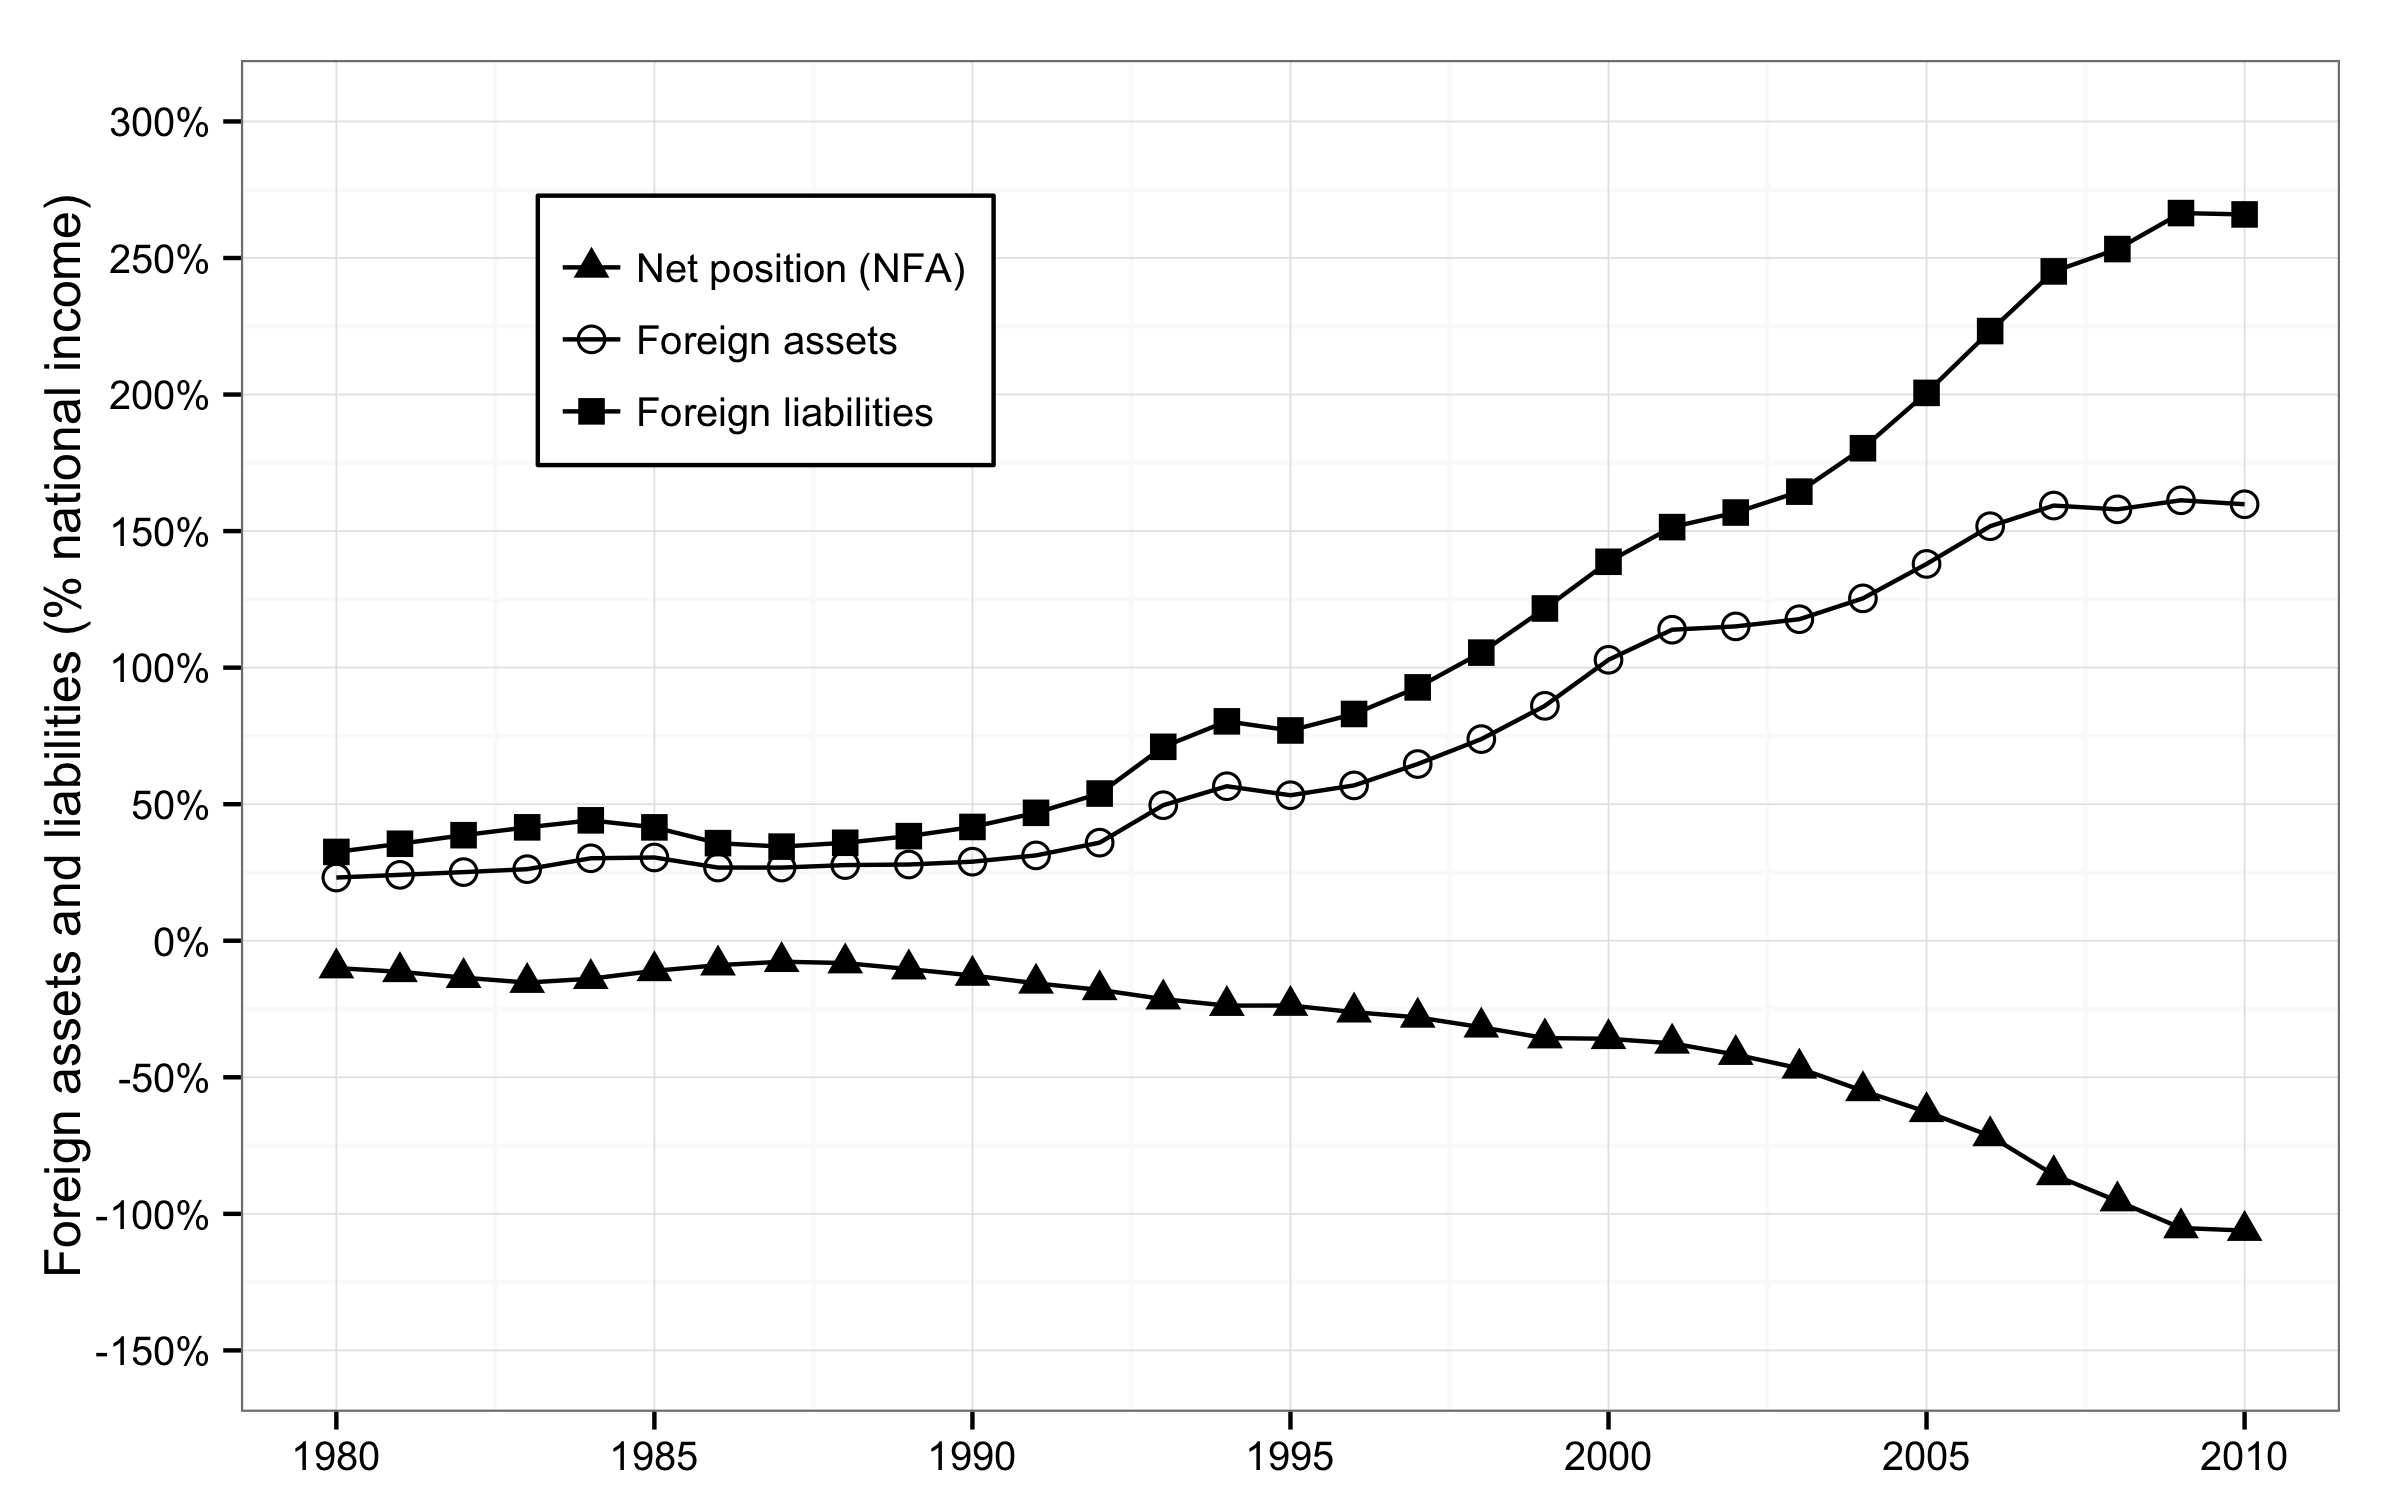 Foreign assets and liabilities (% national income)
300%
250%
200%
150%
100%
50%
0%
-50%
-100%
-150%
Net position (NFA)
Foreign assets
Foreign liabilities
1980 1985 1990 1995 2000 2005 2010